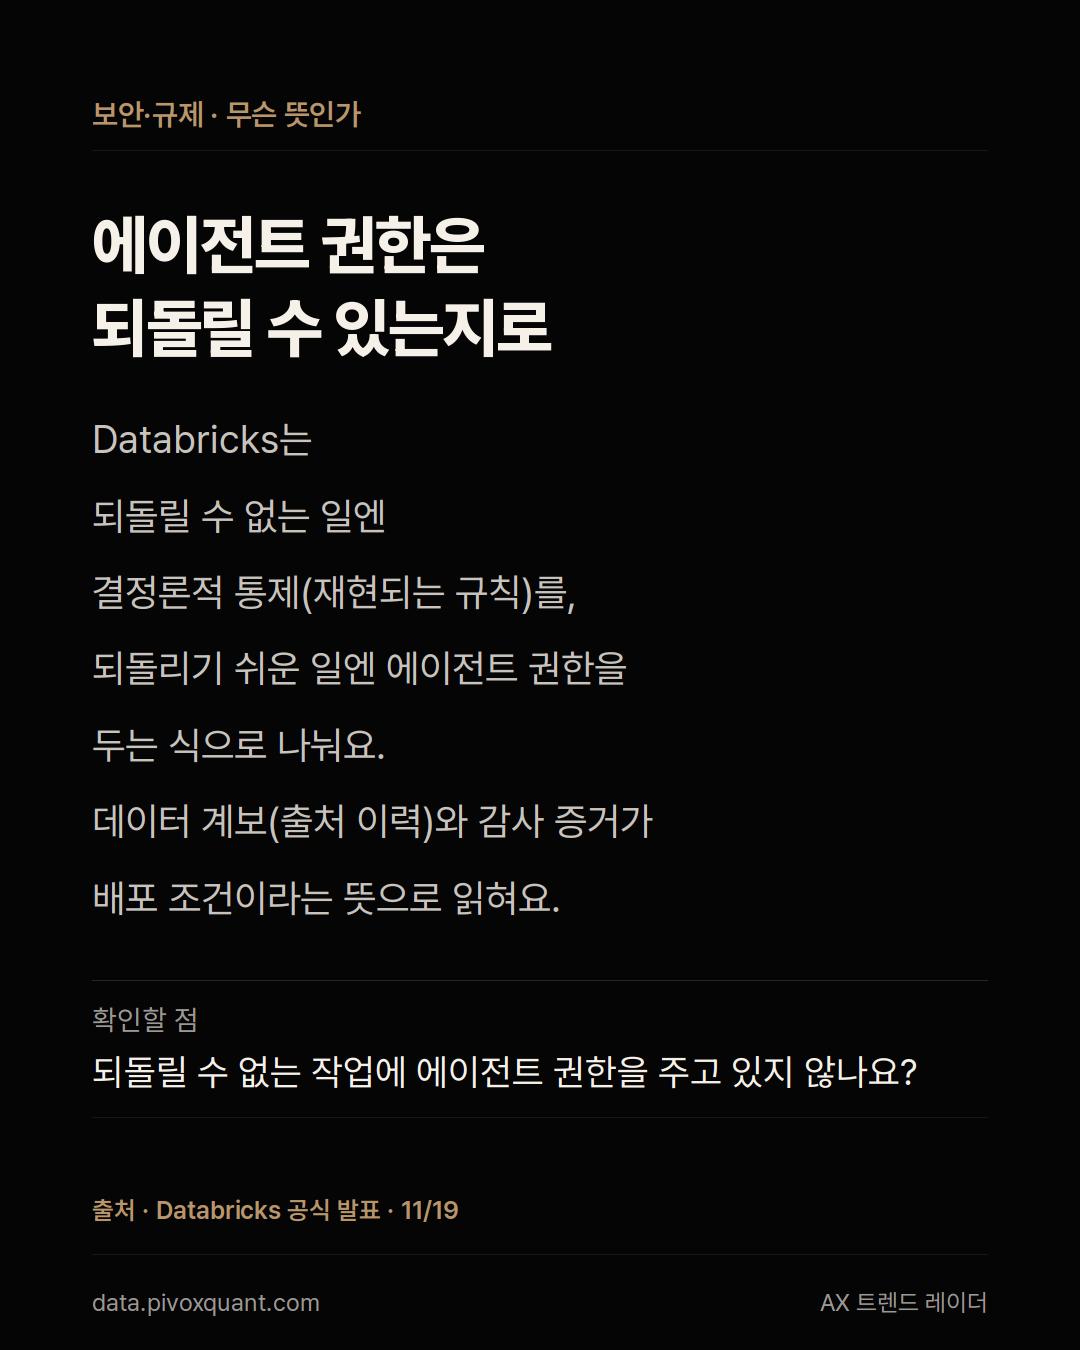 보안·규제 · 무슨 뜻인가
에이전트 권한은
되돌릴 수 있는지로
Databricks는
되돌릴 수 없는 일엔
결정론적 통제(재현되는 규칙)를,
되돌리기 쉬운 일엔 에이전트 권한을
두는 식으로 나눠요.
데이터 계보(출처 이력)와 감사 증거가
배포 조건이라는 뜻으로 읽혀요.
확인할 점
되돌릴 수 없는 작업에 에이전트 권한을 주고 있지 않나요?
출처 · Databricks 공식 발표 · 11/19
data.pivoxquant.com
AX 트렌드 레이더